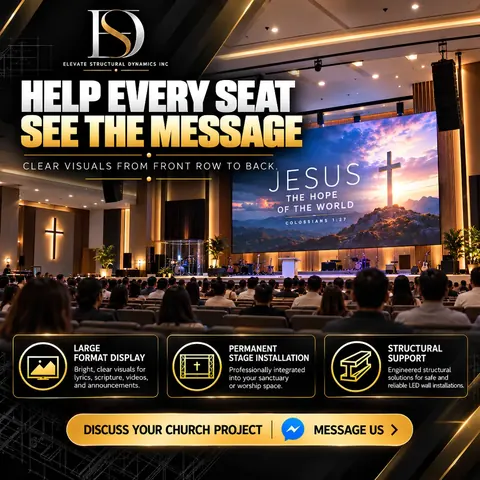 ESD
ELEVATE STRUCTURAL DYNAMICS INC
HELP EVERY SEAT
SEE THE MESSAGE
CLEAR VISUALS FROM FRONT ROW TO BACK.
JESUS
THE HOPE
OF THE WORLD
COLOSSIANS 1:27
LARGE
FORMAT DISPLAY
Bright, clear visuals for
lyrics, scripture, videos,
and announcements.
PERMANENT
STAGE INSTALLATION
Professionally integrated
into your sanctuary
or worship space.
STRUCTURAL
SUPPORT
Engineered structural
solutions for safe and
reliable LED wall installations.
DISCUSS YOUR CHURCH PROJECT | MESSAGE US >